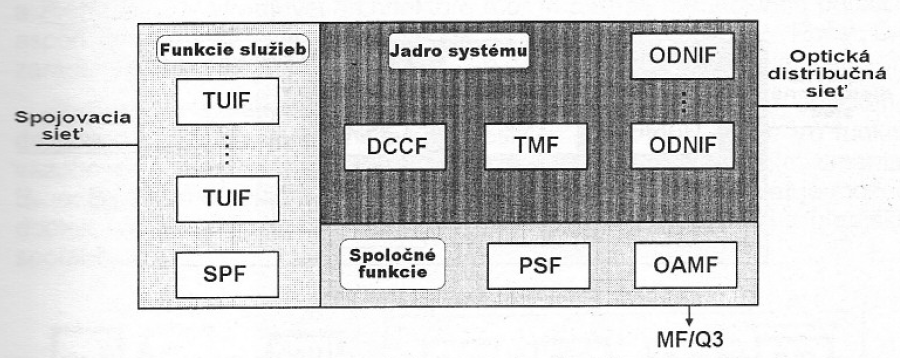 Funkcie služieb
Jadro systému
ODNIF
Optická
distribučná
sieť
TUIF
Spojovacia
sieť
DCCF
TMF
ODNIF
TUIF
SPF
Spoločné
funkcie
PSF
OAMF
MF/Q3